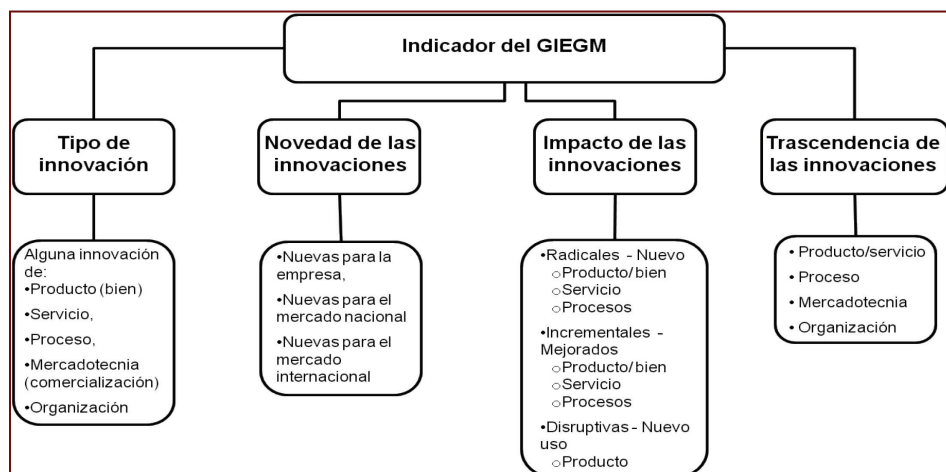 Indicador del GIEGM
Tipo de
innovación
Novedad de las
innovaciones
Impacto de las
innovaciones
Trascendencia de
las innovaciones
Alguna innovación
de:
•Producto (bien)
•Servicio,
•Proceso,
•Mercadotecnia
(comercialización)
•Organización
•Nuevas para la
empresa,
•Nuevas para el
mercado nacional
•Nuevas para el
mercado
internacional
•Radicales - Nuevo
○Producto/bien
○Servicio
○Procesos
•Incrementales -
Mejorados
○Producto/bien
○Servicio
○Procesos
•Disruptivas - Nuevo
uso
○Producto
• Producto/servicio
• Proceso
• Mercadotecnia
• Organización